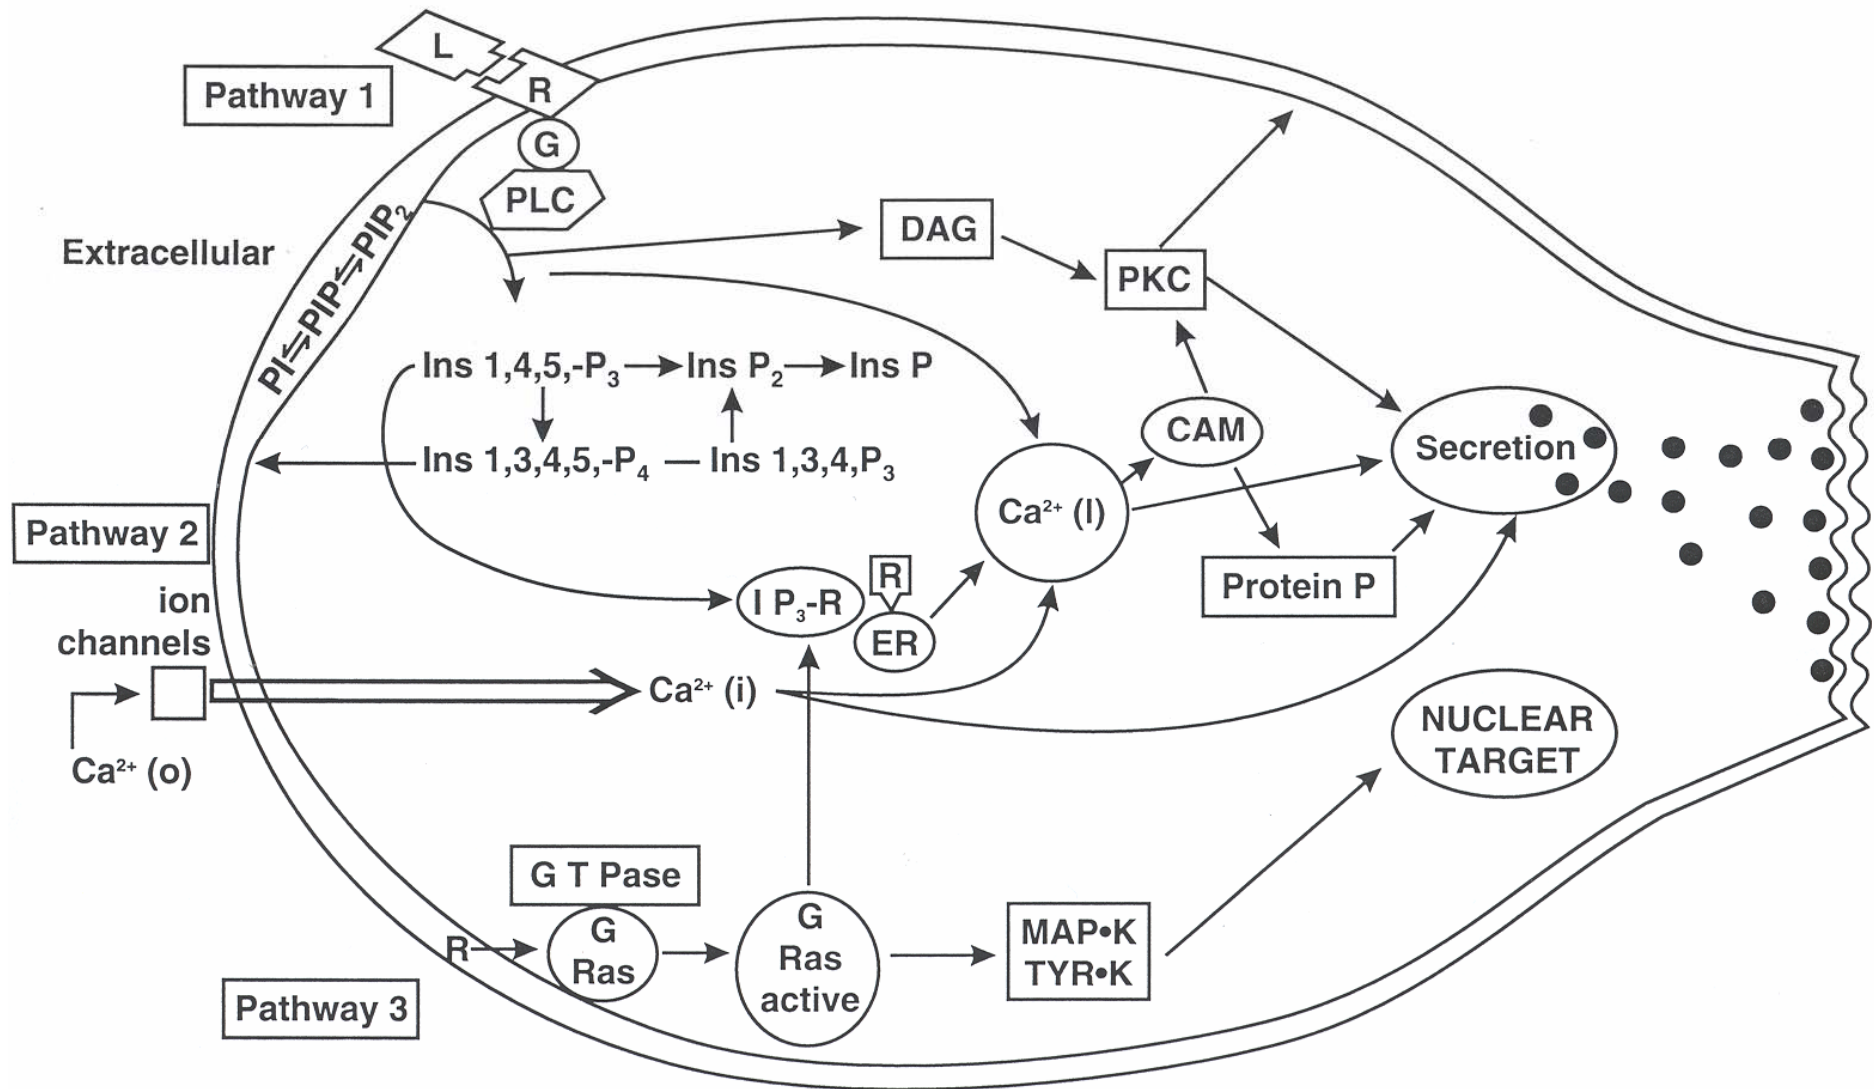 L
R
Pathway 1
G
PLC
DAG
Extracellular
PI⇌PIP⇌PIP₂
PKC
Ins 1,4,5,-P₃ → Ins P₂ → Ins P
CAM
Secretion
Ins 1,3,4,5,-P₄ — Ins 1,3,4,P₃
Ca²⁺ (I)
Pathway 2
R
Protein P
ion
channels
I P₃-R
ER
Ca²⁺ (i)
NUCLEAR
TARGET
Ca²⁺ (o)
G T Pase
R
G
Ras
G
Ras
active
MAP•K
TYR•K
Pathway 3